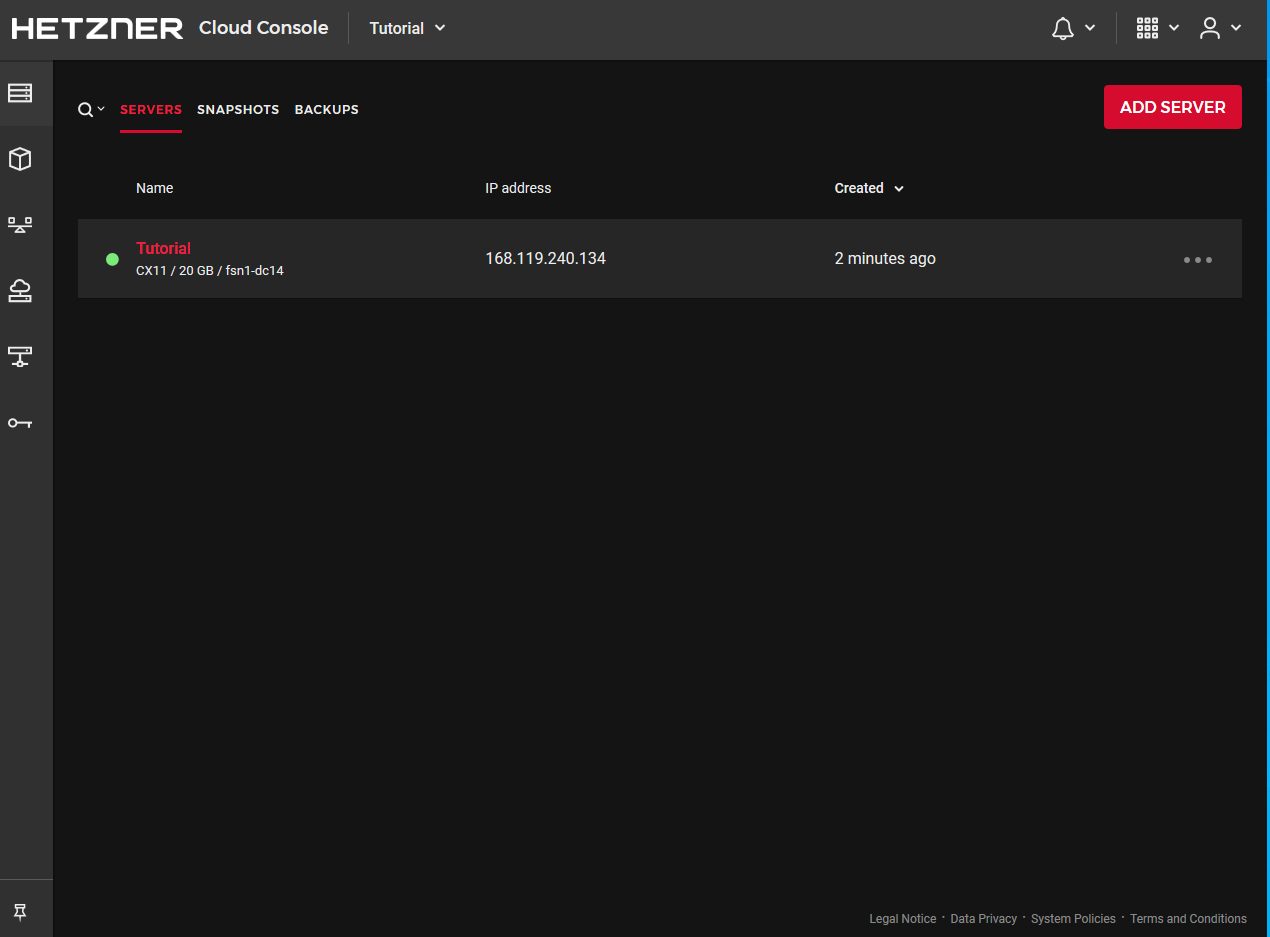 HETZNER Cloud Console Tutorial
SERVERS SNAPSHOTS BACKUPS
ADD SERVER
Name IP address Created
Tutorial
CX11 / 20 GB / fsn1-dc14
168.119.240.134
2 minutes ago
Legal Notice · Data Privacy · System Policies · Terms and Conditions